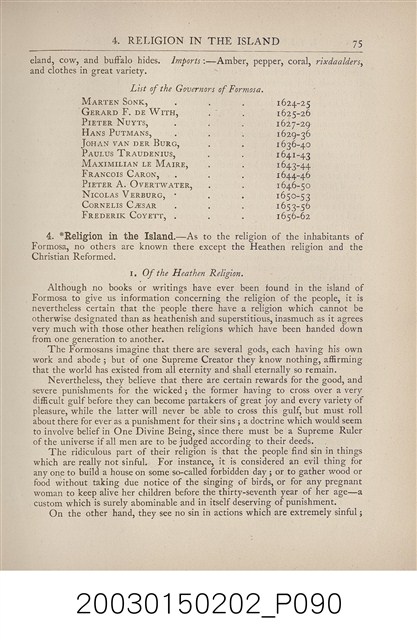 4. RELIGION IN THE ISLAND 75
eland, cow, and buffalo hides. Imports:—Amber, pepper, coral, rixdaalders,
and clothes in great variety.
List of the Governors of Formosa.
MARTEN SONK, . . . 1624-25
GERARD F. DE WITH, . . 1625-26
PIETER NUYTS, . . . 1627-29
HANS PUTMANS, . . . 1629-36
JOHAN VAN DER BURG, . . 1636-40
PAULUS TRAUDENIUS, . . 1641-43
MAXIMILIAN LE MAIRE, . . 1643-44
FRANCOIS CARON, . . . 1644-46
PIETER A. OVERTWATER, . . 1646-50
NICOLAS VERBURG, . . . 1650-53
CORNELIS CÆSAR . . . 1653-56
FREDERIK COYETT, . . . 1656-62
4. *Religion in the Island.—As to the religion of the inhabitants of
Formosa, no others are known there except the Heathen religion and the
Christian Reformed.
1. Of the Heathen Religion.
Although no books or writings have ever been found in the island of
Formosa to give us information concerning the religion of the people, it is
nevertheless certain that the people there have a religion which cannot be
otherwise designated than as heathenish and superstitious, inasmuch as it agrees
very much with those other heathen religions which have been handed down
from one generation to another.
The Formosans imagine that there are several gods, each having his own
work and abode; but of one Supreme Creator they know nothing, affirming
that the world has existed from all eternity and shall eternally so remain.
Nevertheless, they believe that there are certain rewards for the good, and
severe punishments for the wicked; the former having to cross over a very
difficult gulf before they can become partakers of great joy and every variety of
pleasure, while the latter will never be able to cross this gulf, but must roll
about there for ever as a punishment for their sins; a doctrine which would seem
to involve belief in One Divine Being, since there must be a Supreme Ruler
of the universe if all men are to be judged according to their deeds.
The ridiculous part of their religion is that the people find sin in things
which are really not sinful. For instance, it is considered an evil thing for
any one to build a house on some so-called forbidden day; or to gather wood or
food without taking due notice of the singing of birds, or for any pregnant
woman to keep alive her children before the thirty-seventh year of her age—a
custom which is surely abominable and in itself deserving of punishment.
On the other hand, they see no sin in actions which are extremely sinful;
20030150202_P090